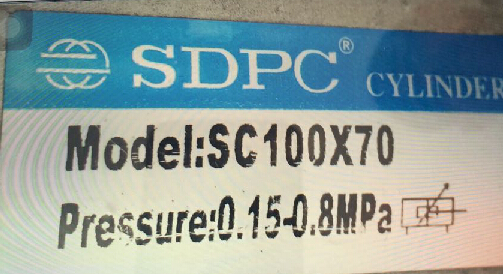 SDPC® CYLINDER
Model:SC100X70
Pressure:0.15-0.8MPa